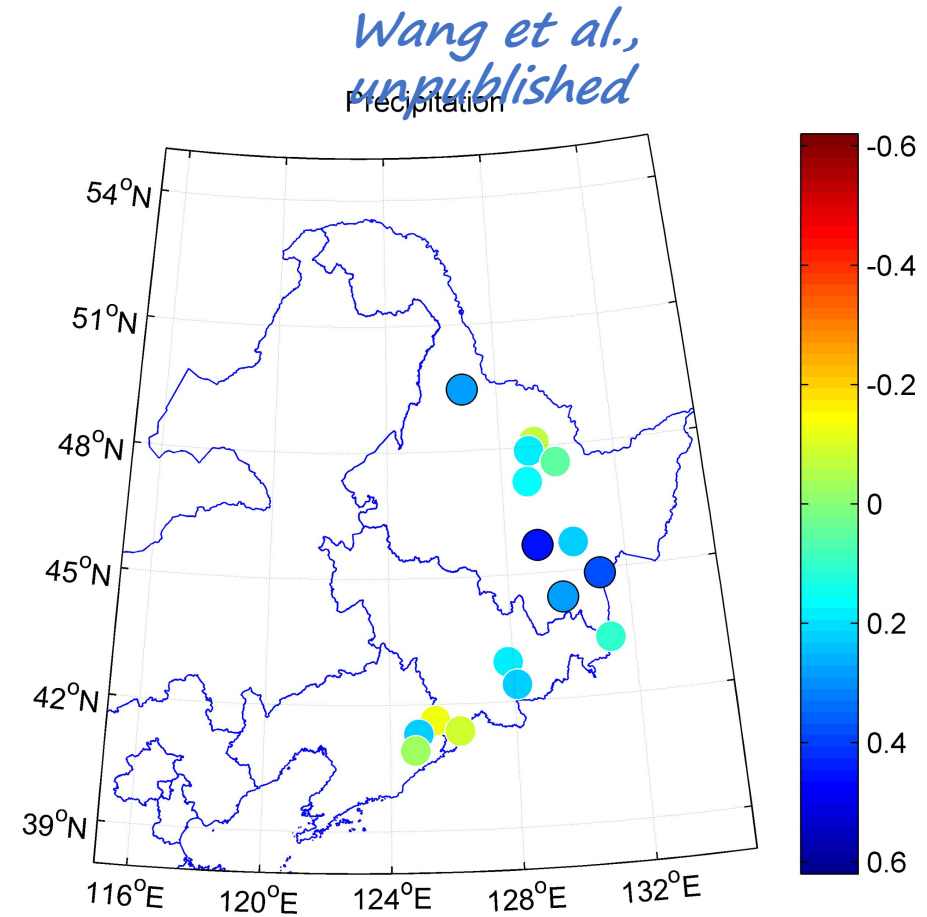 Wang et al.,
unpublished
Precipitation
54°N
51°N
48°N
45°N
42°N
39°N
116°E 120°E 124°E 128°E 132°E
-0.6
-0.4
-0.2
0
0.2
0.4
0.6